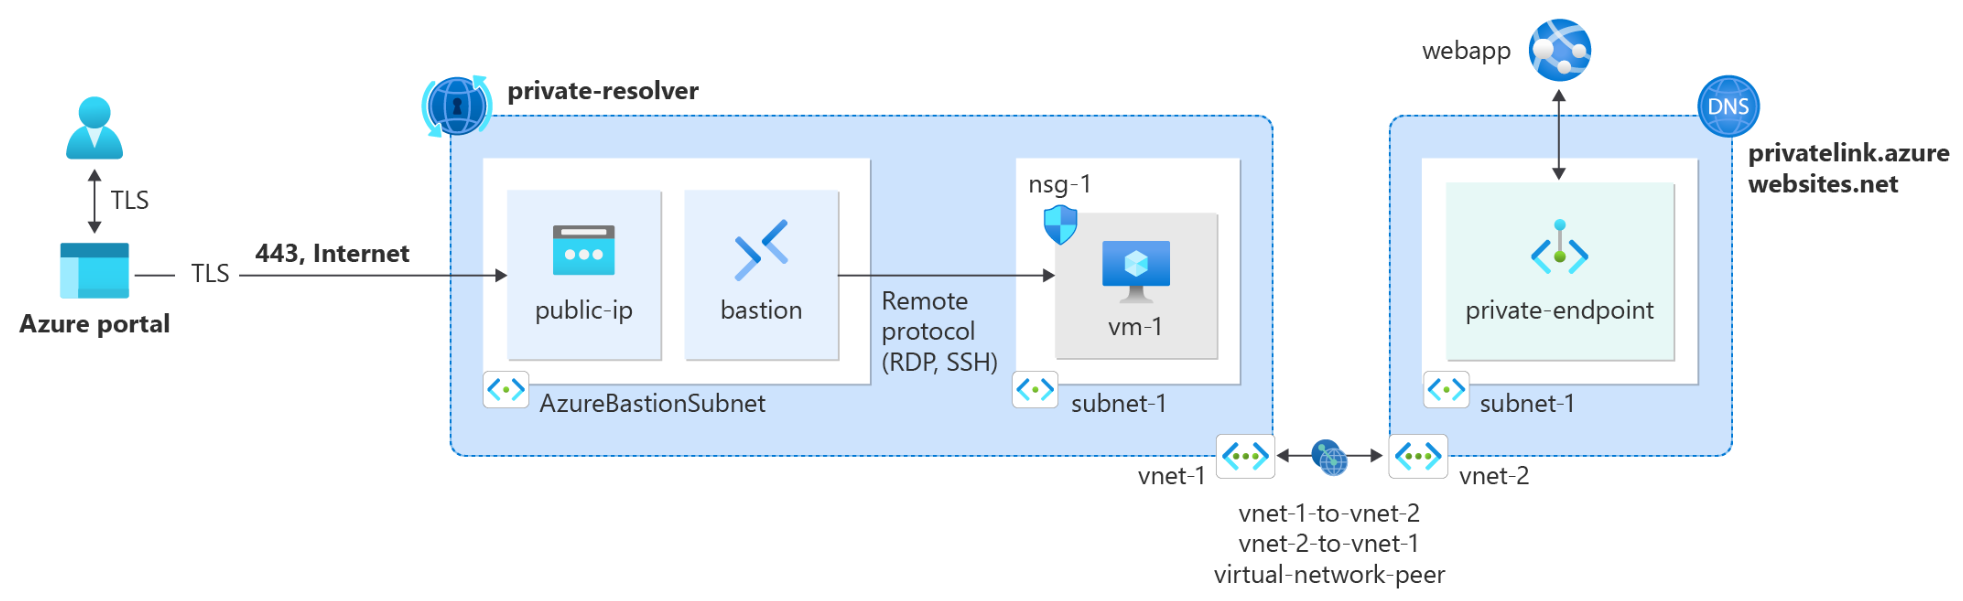 webapp
private-resolver
DNS
privatelink.azure
websites.net
TLS
nsg-1
443, Internet
TLS
Azure portal
public-ip
bastion
Remote
protocol
(RDP, SSH)
vm-1
private-endpoint
AzureBastionSubnet
subnet-1
subnet-1
vnet-1
vnet-2
vnet-1-to-vnet-2
vnet-2-to-vnet-1
virtual-network-peer